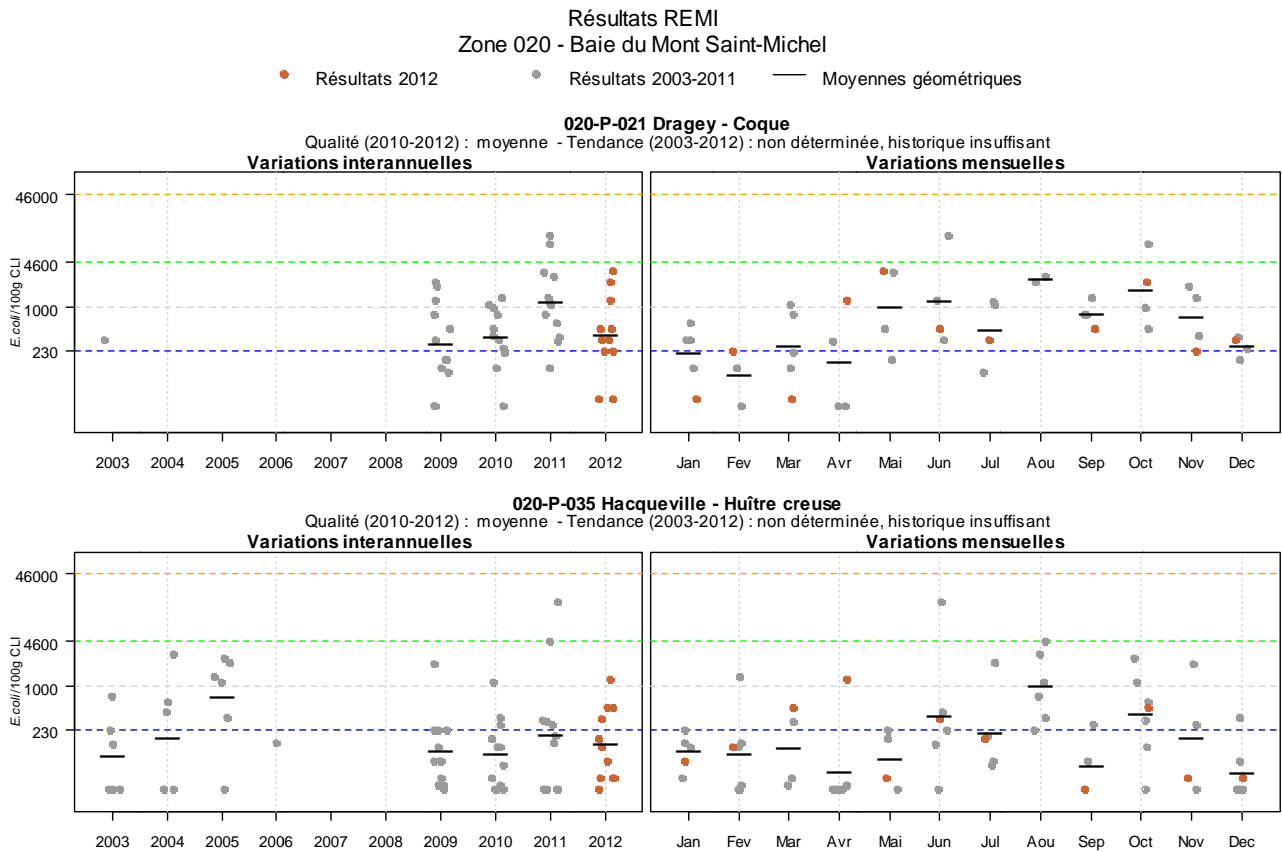 Résultats REMI
Zone 020 - Baie du Mont Saint-Michel
Résultats 2012 Résultats 2003-2011 Moyennes géométriques
020-P-021 Dragey - Coque
Qualité (2010-2012) : moyenne - Tendance (2003-2012) : non déterminée, historique insuffisant
Variations interannuelles Variations mensuelles
46000
4600
1000
230
E.coli/100g CLI
2003 2004 2005 2006 2007 2008 2009 2010 2011 2012 Jan Fev Mar Avr Mai Jun Jul Aou Sep Oct Nov Dec
020-P-035 Hacqueville - Huître creuse
Qualité (2010-2012) : moyenne - Tendance (2003-2012) : non déterminée, historique insuffisant
Variations interannuelles Variations mensuelles
46000
4600
1000
230
E.coli/100g CLI
2003 2004 2005 2006 2007 2008 2009 2010 2011 2012 Jan Fev Mar Avr Mai Jun Jul Aou Sep Oct Nov Dec